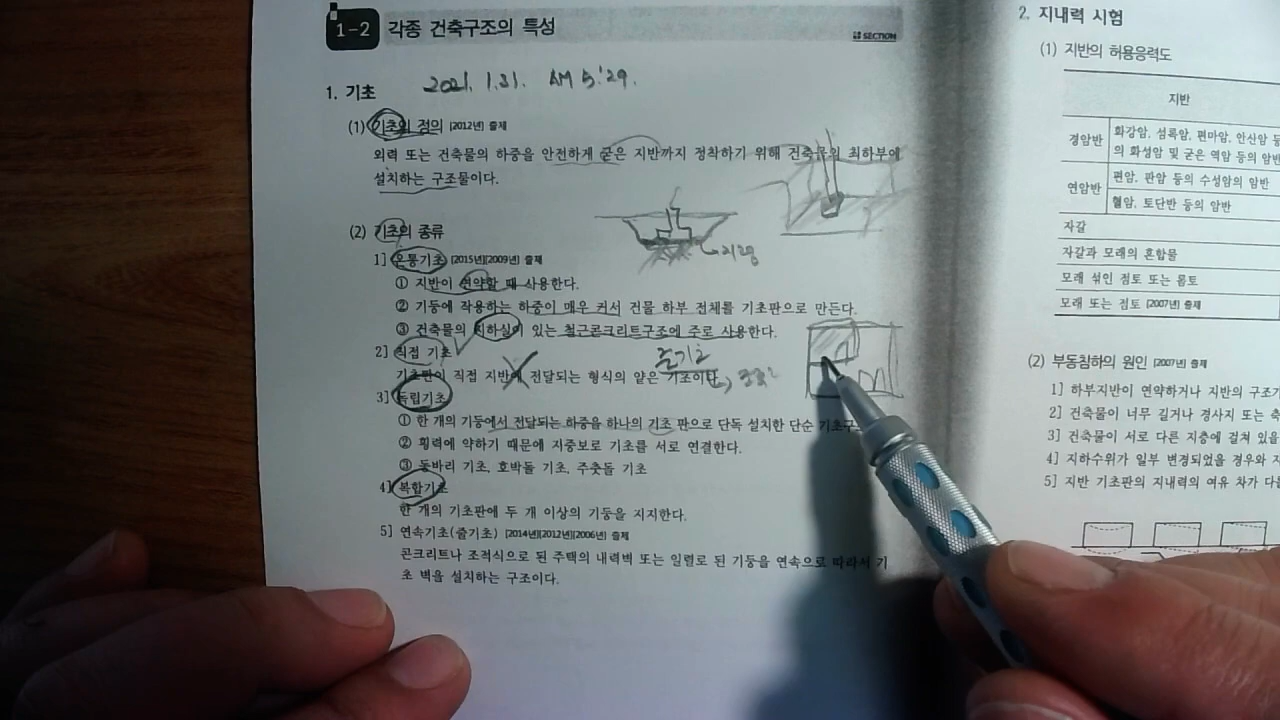 1-2 각종 건축구조의 특성
SECTION
1. 기초
2021. 1.31. AM 5:29.
(1) 기초의 정의 [2012년] 출제
외력 또는 건축물의 하중을 안전하게 굳은 지반까지 정착하기 위해 건축물의 최하부에
설치하는 구조물이다.
(2) 기초의 종류
1] 온통기초 [2015년][2009년] 출제
① 지반이 연약할 때 사용한다.
② 기둥에 작용하는 하중이 매우 커서 건물 하부 전체를 기초판으로 만든다.
③ 건축물의 지하실이 있는 철근콘크리트구조에 주로 사용한다.
2] 직접 기초
줄기초
기초판이 직접 지반에 전달되는 형식의 얕은 기초이다,
3] 독립기초
① 한 개의 기둥에서 전달되는 하중을 하나의 기초 판으로 단독 설치한 단순 기초구
② 횡력에 약하기 때문에 지중보로 기초를 서로 연결한다.
③ 동바리 기초, 호박돌 기초, 주춧돌 기초
4] 복합기초
한 개의 기초판에 두 개 이상의 기둥을 지지한다.
5] 연속기초(줄기초) [2014년][2012년][2006년] 출제
콘크리트나 조적식으로 된 주택의 내력벽 또는 일렬로 된 기둥을 연속으로 따라서 기
초 벽을 설치하는 구조이다.
2. 지내력 시험
(1) 지반의 허용응력도
지반
경암반
화강암, 섬록암, 편마암, 안산암 등
의 화성암 및 굳은 역암 등의 암반
연암반
편암, 판암 등의 수성암의 암반
혈암, 토단반 등의 암반
자갈
자갈과 모래의 혼합물
모래 섞인 점토 또는 롬토
모래 또는 점토 [2007년] 출제
(2) 부동침하의 원인 [2007년] 출제
1] 하부지반이 연약하거나 지반의 구조가
2] 건축물이 너무 길거나 경사지 또는
3] 건축물이 서로 다른 지층에 걸쳐 있을
4] 지하수위가 일부 변경되었을 경우와
5] 지반 기초판의 지내력의 여유 차가